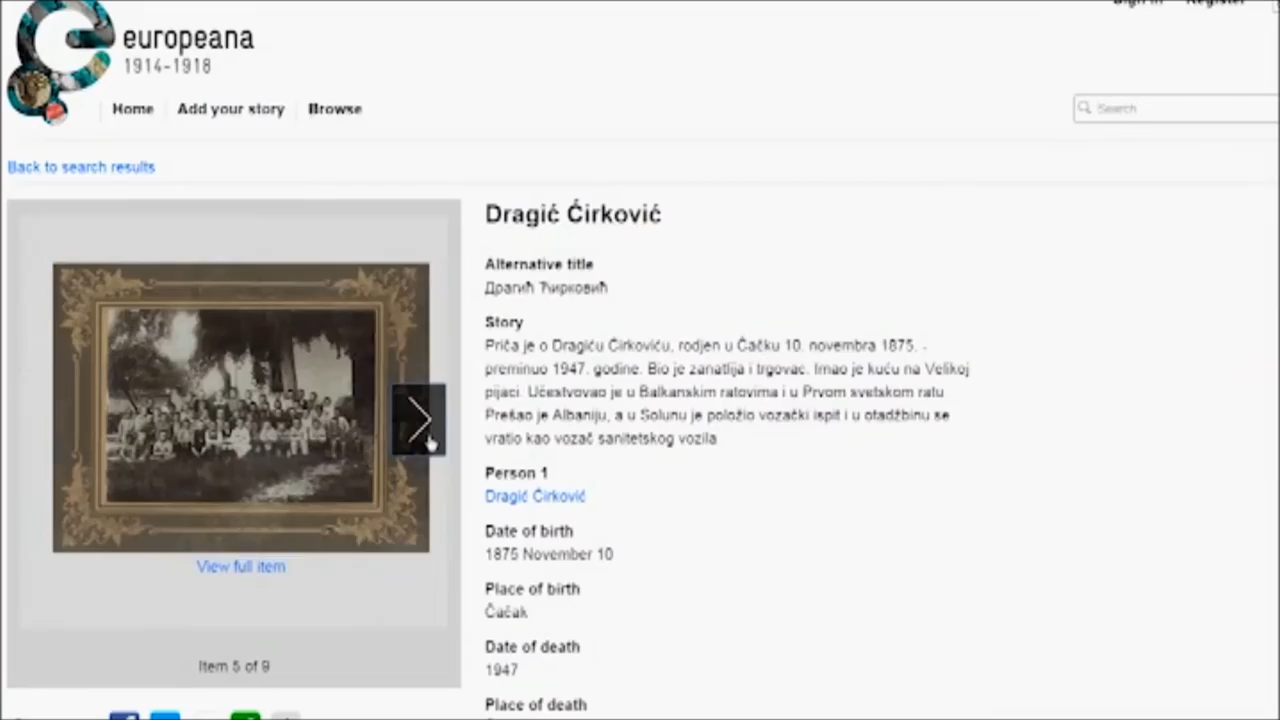 Sign in Register
europeana
1914-1918
Home Add your story Browse
Search
Back to search results
Dragić Ćirković
Alternative title
Драгић Ћирковић
Story
Priča je o Dragiću Ćirkoviću, rodjen u Čačku 10. novembra 1875. -
preminuo 1947. godine. Bio je zanatlija i trgovac. Imao je kuću na Velikoj
pijaci. Učestvovao je u Balkanskim ratovima i u Prvom svetskom ratu
Prešao je Albaniju, a u Solunu je položio vozački ispit i u otadžbinu se
vratio kao vozač sanitetskog vozila
Person 1
Dragić Ćirković
Date of birth
1875 November 10
Place of birth
Čačak
Date of death
1947
Place of death
View full item
Item 5 of 9